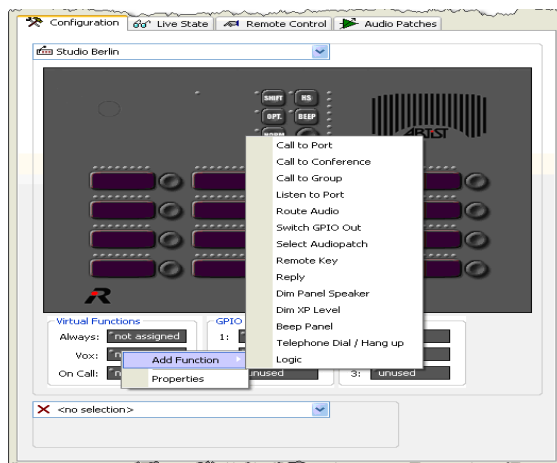 Configuration Live State Remote Control Audio Patches
Studio Berlin
SHIFT HS
OPT. BEEP
NORM
ARTIST
Call to Port
Call to Conference
Call to Group
Listen to Port
Route Audio
Switch GPIO Out
Select Audiopatch
Remote Key
Reply
Dim Panel Speaker
Dim XP Level
Beep Panel
Telephone Dial / Hang up
Logic
Virtual Functions GPIO
Always: not assigned 1:
Vox:
On Call: unused 3: unused
Add Function
Properties
<no selection>